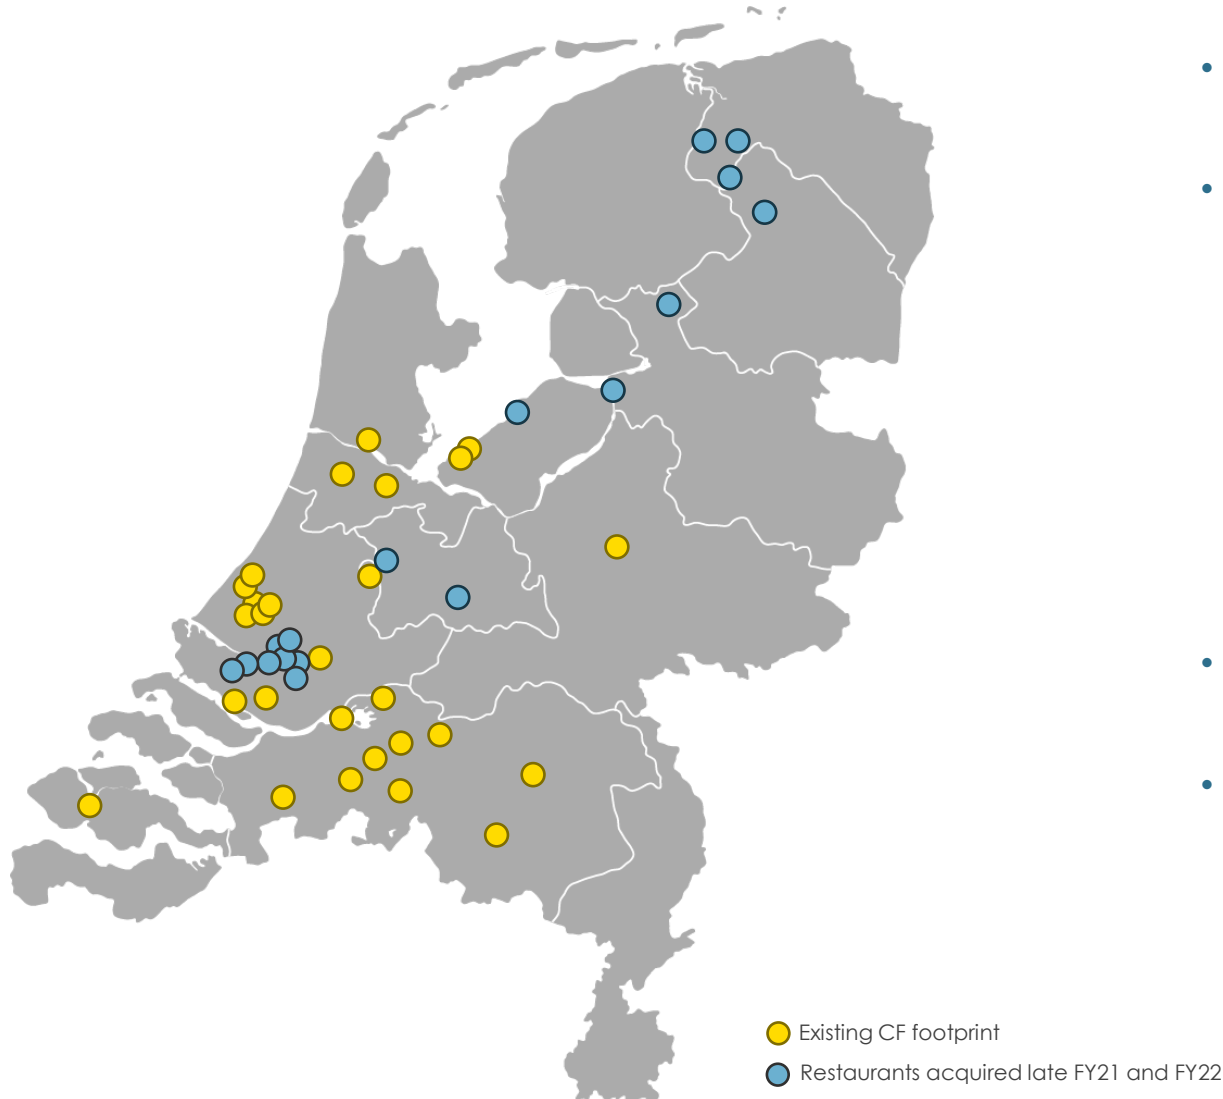 Existing CF footprint
Restaurants acquired late FY21 and FY22